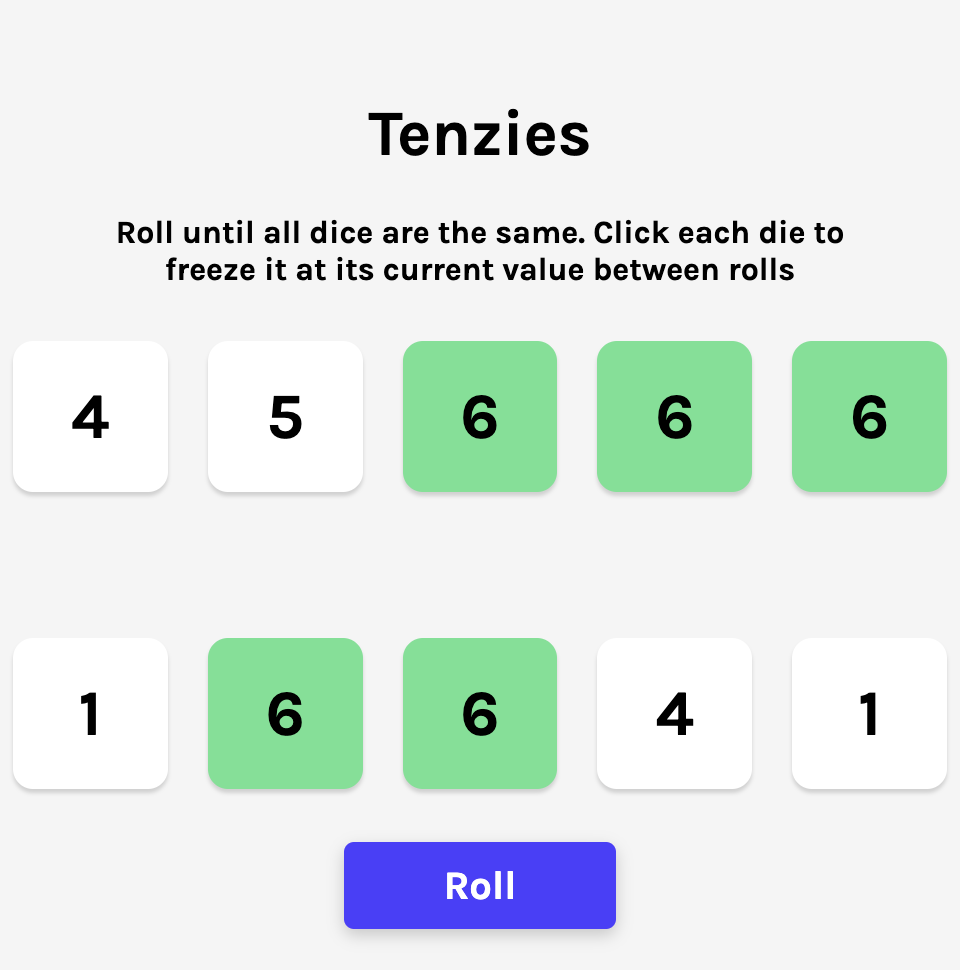 Tenzies
Roll until all dice are the same. Click each die to
freeze it at its current value between rolls
4 5 6 6 6
1 6 6 4 1
Roll